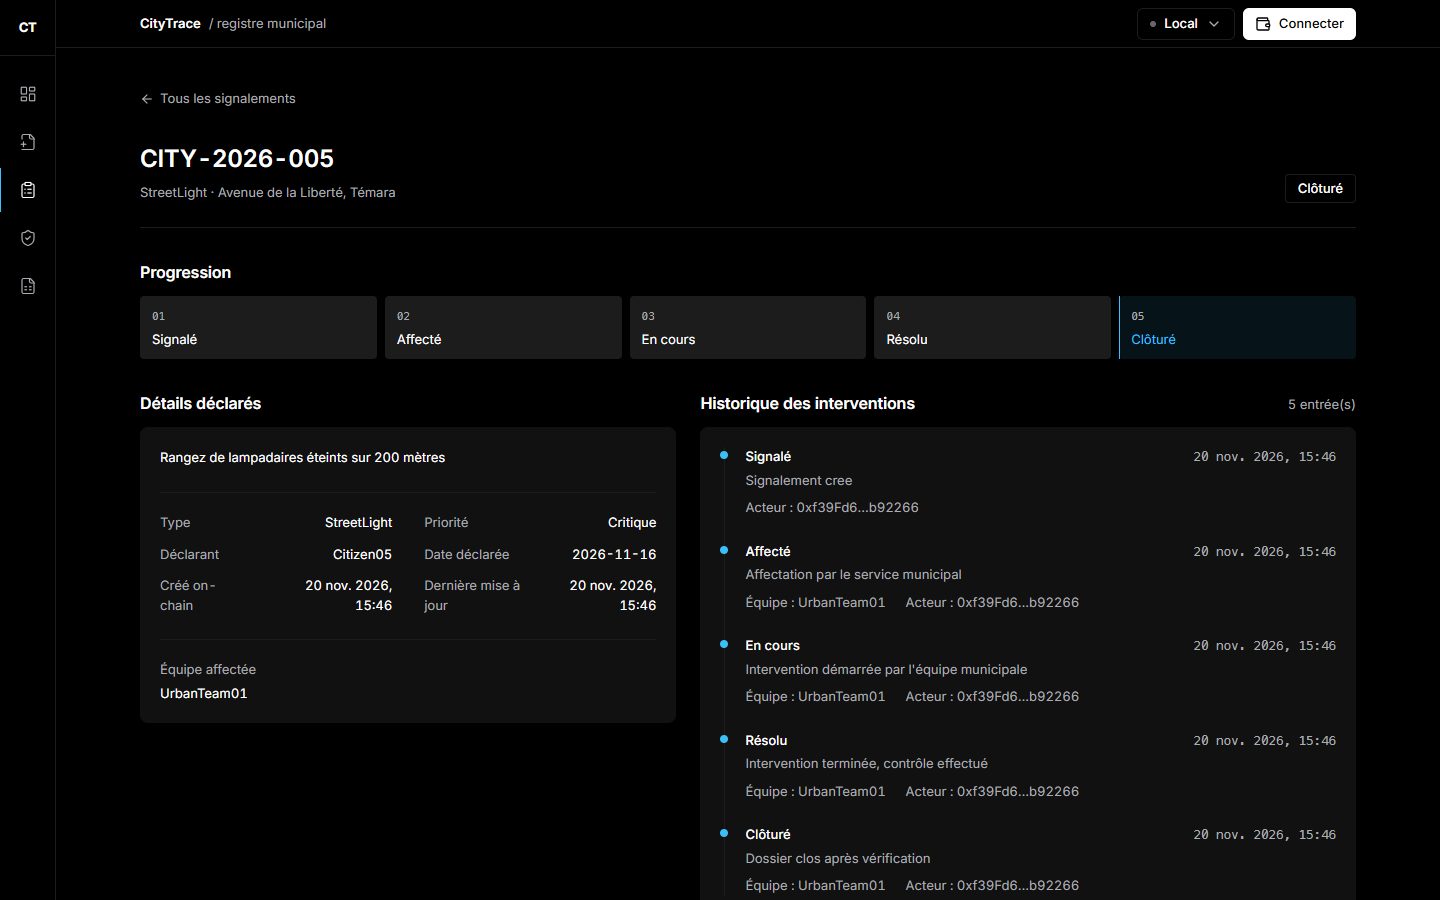 CT
CityTrace / registre municipal
Local
Connecter
Tous les signalements
CITY-2026-005
StreetLight · Avenue de la Liberté, Témara
Clôturé
Progression
01
Signalé
02
Affecté
03
En cours
04
Résolu
05
Clôturé
Détails déclarés
Rangez de lampadaires éteints sur 200 mètres
Type StreetLight Priorité Critique
Déclarant Citizen05 Date déclarée 2026-11-16
Créé on- 20 nov. 2026, Dernière mise à 20 nov. 2026,
chain 15:46 jour 15:46
Équipe affectée
UrbanTeam01
Historique des interventions 5 entrée(s)
Signalé 20 nov. 2026, 15:46
Signalement cree
Acteur : 0xf39Fd6...b92266
Affecté 20 nov. 2026, 15:46
Affectation par le service municipal
Équipe : UrbanTeam01 Acteur : 0xf39Fd6...b92266
En cours 20 nov. 2026, 15:46
Intervention démarrée par l'équipe municipale
Équipe : UrbanTeam01 Acteur : 0xf39Fd6...b92266
Résolu 20 nov. 2026, 15:46
Intervention terminée, contrôle effectué
Équipe : UrbanTeam01 Acteur : 0xf39Fd6...b92266
Clôturé 20 nov. 2026, 15:46
Dossier clos après vérification
Équipe : UrbanTeam01 Acteur : 0xf39Fd6...b92266